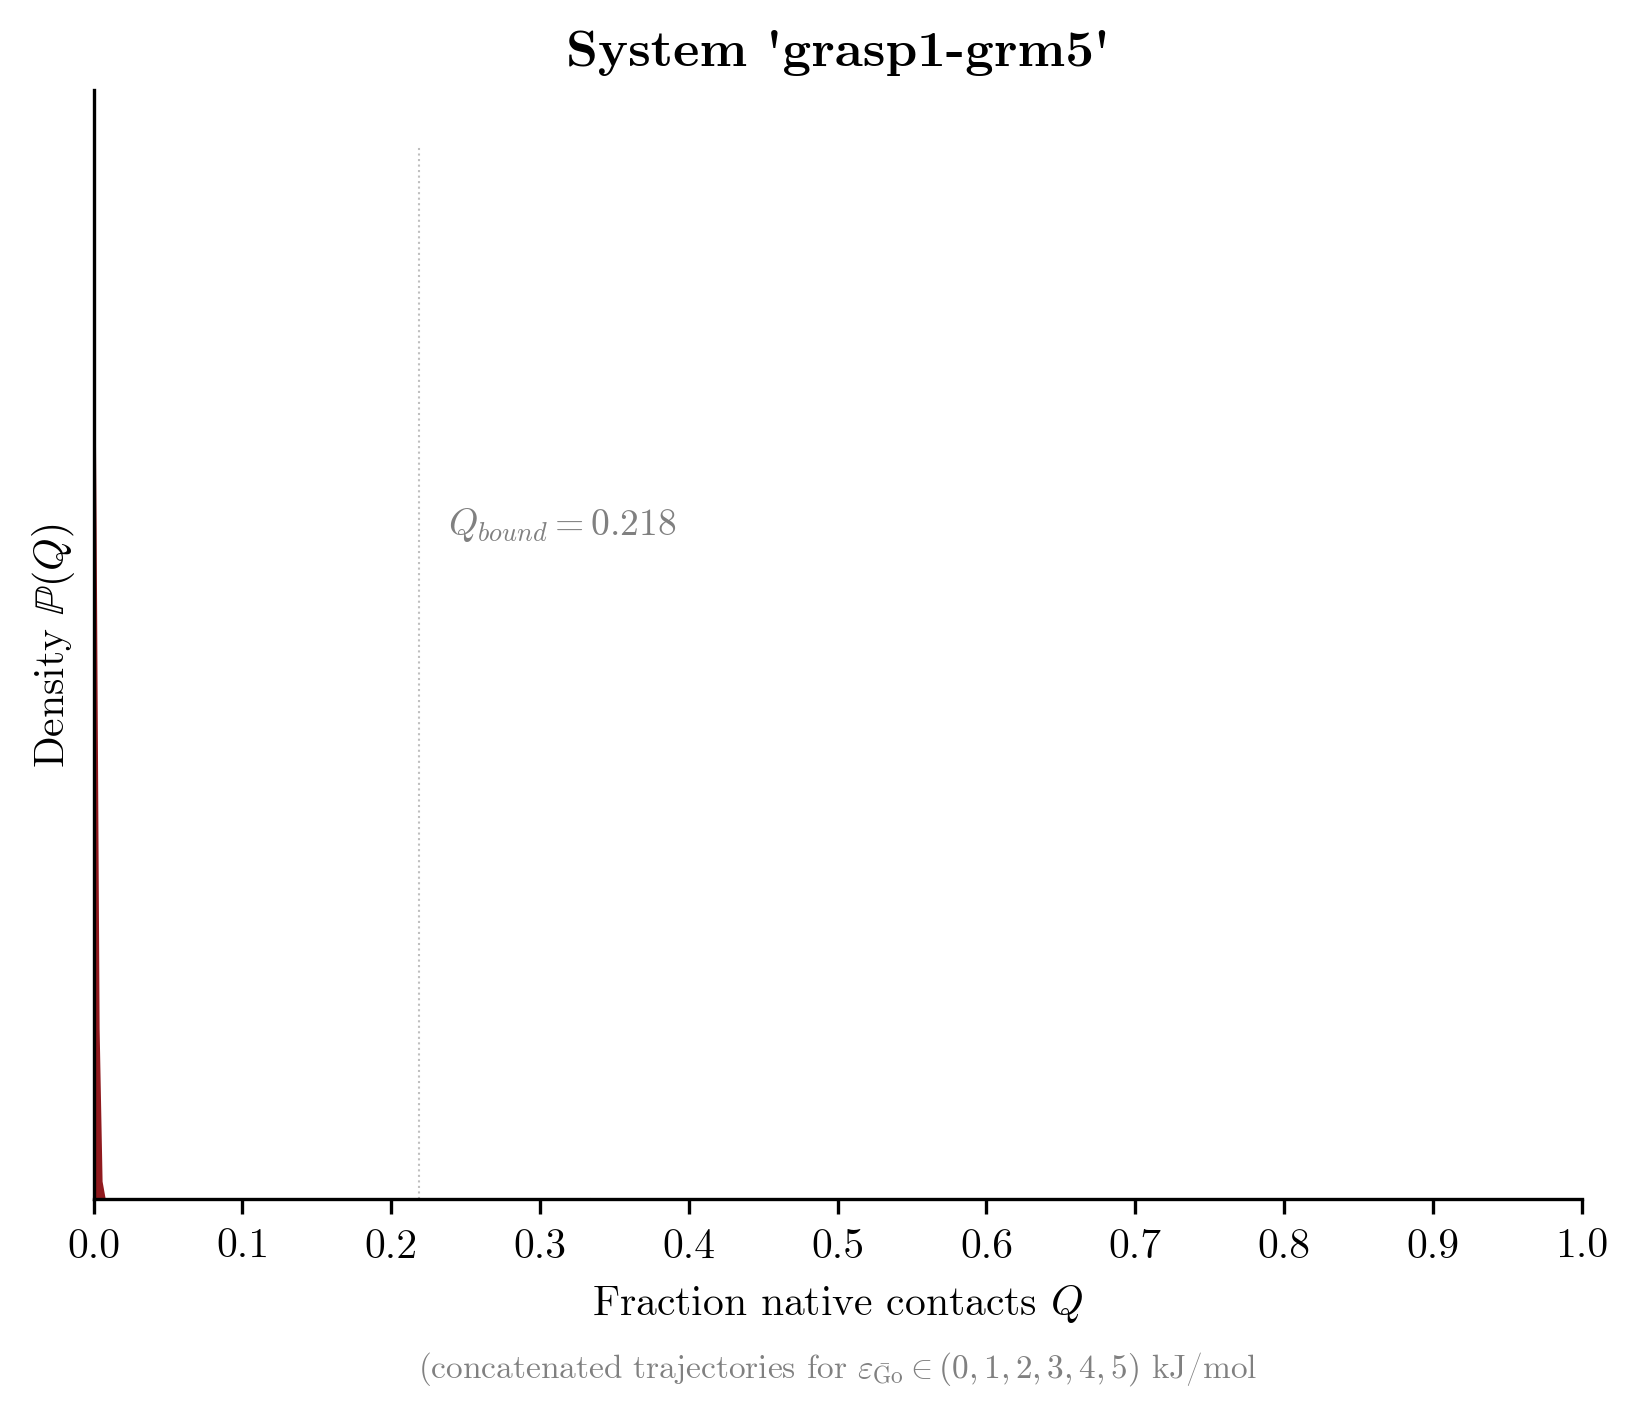 System 'grasp1-grm5'
Density ℙ(Q)
Q_bound = 0.218
0.0 0.1 0.2 0.3 0.4 0.5 0.6 0.7 0.8 0.9 1.0
Fraction native contacts Q
(concatenated trajectories for ε_Ḡo ∈ (0, 1, 2, 3, 4, 5) kJ/mol